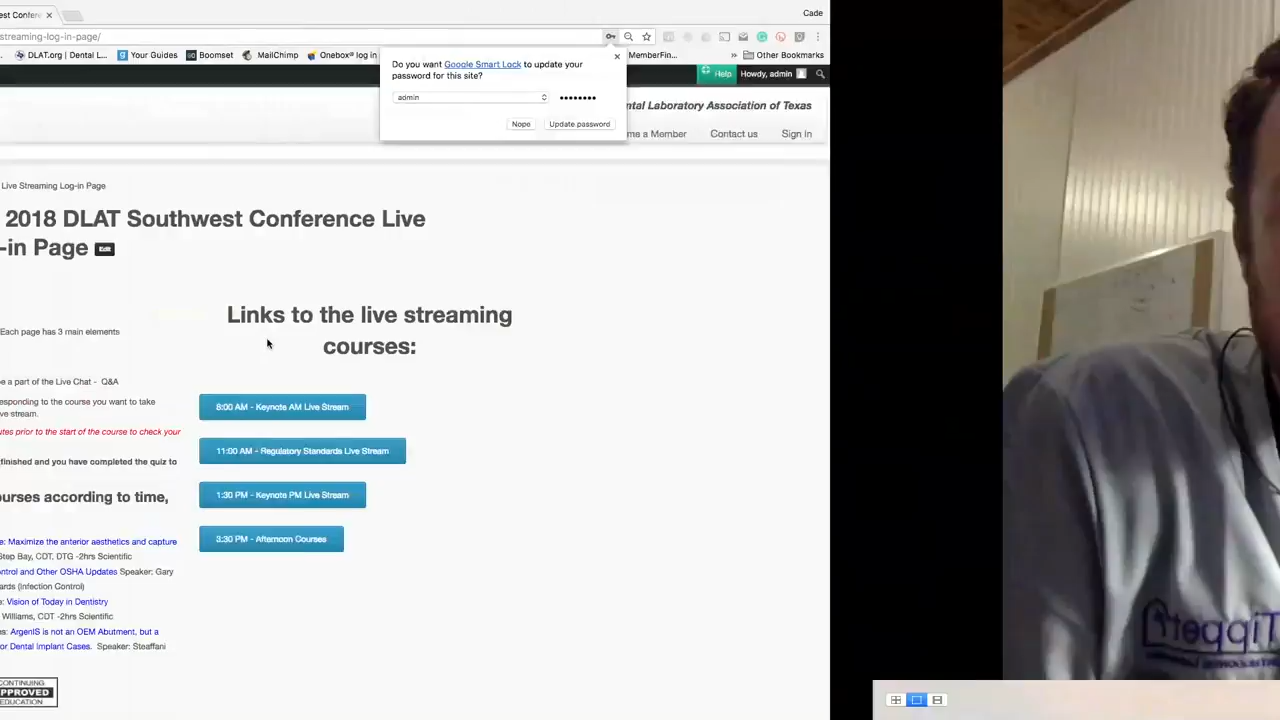 est Confere
Cade
streaming-log-in-page/
DLAT.org | Dental L... Your Guides Boomset MailChimp Onebox® log in MemberFin... » Other Bookmarks
Do you want Google Smart Lock to update your
password for this site?
admin ••••••••
Nope Update password
Help Howdy, admin
ntal Laboratory Association of Texas
me a Member Contact us Sign in
Live Streaming Log-in Page
2018 DLAT Southwest Conference Live
-in Page Edit
Links to the live streaming
courses:
Each page has 3 main elements
e a part of the Live Chat - Q&A
esponding to the course you want to take
ve stream.
utes prior to the start of the course to check your
finished and you have completed the quiz to
ourses according to time,
8:00 AM - Keynote AM Live Stream
11:00 AM - Regulatory Standards Live Stream
1:30 PM - Keynote PM Live Stream
3:30 PM - Afternoon Courses
e: Maximize the anterior aesthetics and capture
Step Bay, CDT, DTG -2hrs Scientific
ntrol and Other OSHA Updates Speaker: Gary
ards (Infection Control)
e: Vision of Today in Dentistry
Williams, CDT -2hrs Scientific
es: ArgenIS is not an OEM Abutment, but a
or Dental Implant Cases. Speaker: Steaffani
CONTINUING
APPROVED
EDUCATION